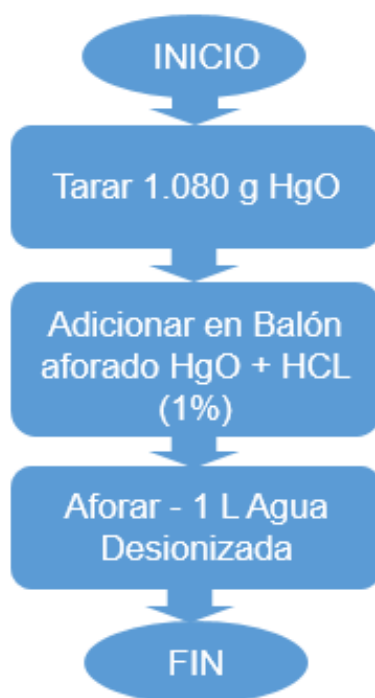 INICIO
Tarar 1.080 g HgO
Adicionar en Balón
aforado HgO + HCL
(1%)
Aforar - 1 L Agua
Desionizada
FIN